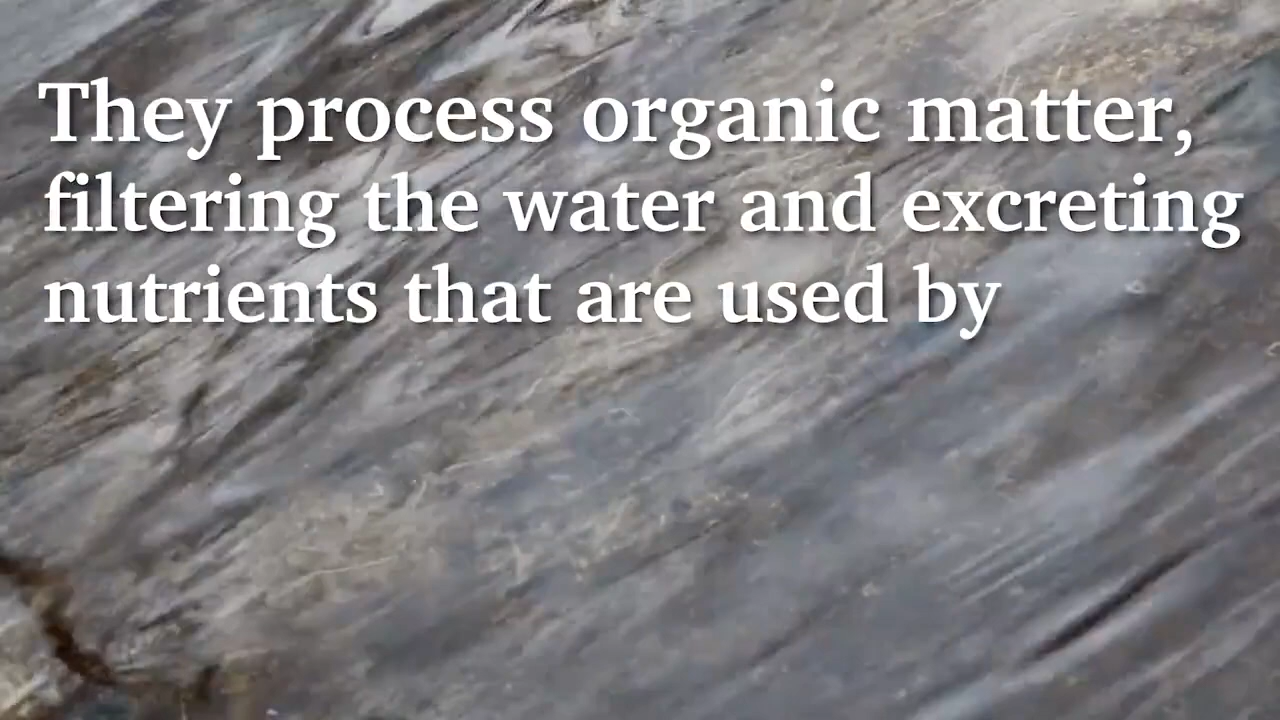 They process organic matter,
filtering the water and excreting
nutrients that are used by